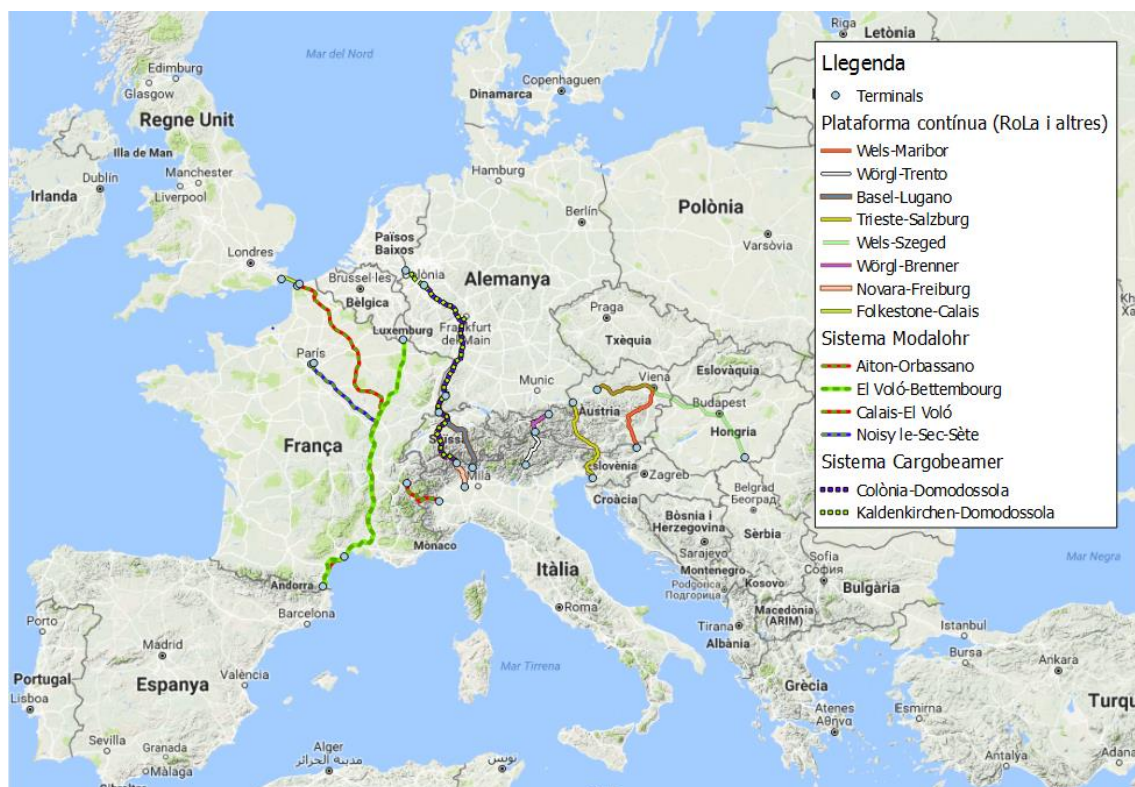 Riga
Letònia
Mar del Nord
Edimburg
Glasgow
Dinamarca
Copenhaguen
Regne Unit
Illa de Man
Dublín
Irlanda
Manchester
Liverpool
Hamburg
Berlín
Polònia
Varsòvia
Països
Baixos
Londres
Brussel·les
Bèlgica
Colònia
Alemanya
Frankfurt
del Main
Luxemburg
Praga
Txèquia
París
Eslovàquia
Munic
Viena
Àustria
Budapest
Hongria
França
Suïssa
Eslovènia
Zagreb
Milà
Croàcia
Belgrad
Београд
Bòsnia i
Herzegovina
Sèrbia
Mònaco
Sarajevo
Montenegro
Podgorica
Подгорица
Kosovo
Sofia
София
Bulgària
Mar Negra
Andorra
Itàlia
Roma
Macedònia
(ARIM)
Tirana
Albània
Istanbul
Bursa
Ankara
Porto
Barcelona
Madrid
Portugal
Espanya
València
Lisboa
Mar Tirrena
Grècia
Atenes
Αθήνα
Esmirna
Turqu
Sevilla
Granada
Màlaga
Gibraltar
Alger
مدينة الجزائر
تونس
Antalya
Adana
Llegenda
Terminals
Plataforma contínua (RoLa i altres)
Wels-Maribor
Wörgl-Trento
Basel-Lugano
Trieste-Salzburg
Wels-Szeged
Wörgl-Brenner
Novara-Freiburg
Folkestone-Calais
Sistema Modalohr
Aiton-Orbassano
El Voló-Bettembourg
Calais-El Voló
Noisy le-Sec-Sète
Sistema Cargobeamer
Colònia-Domodossola
Kaldenkirchen-Domodossola